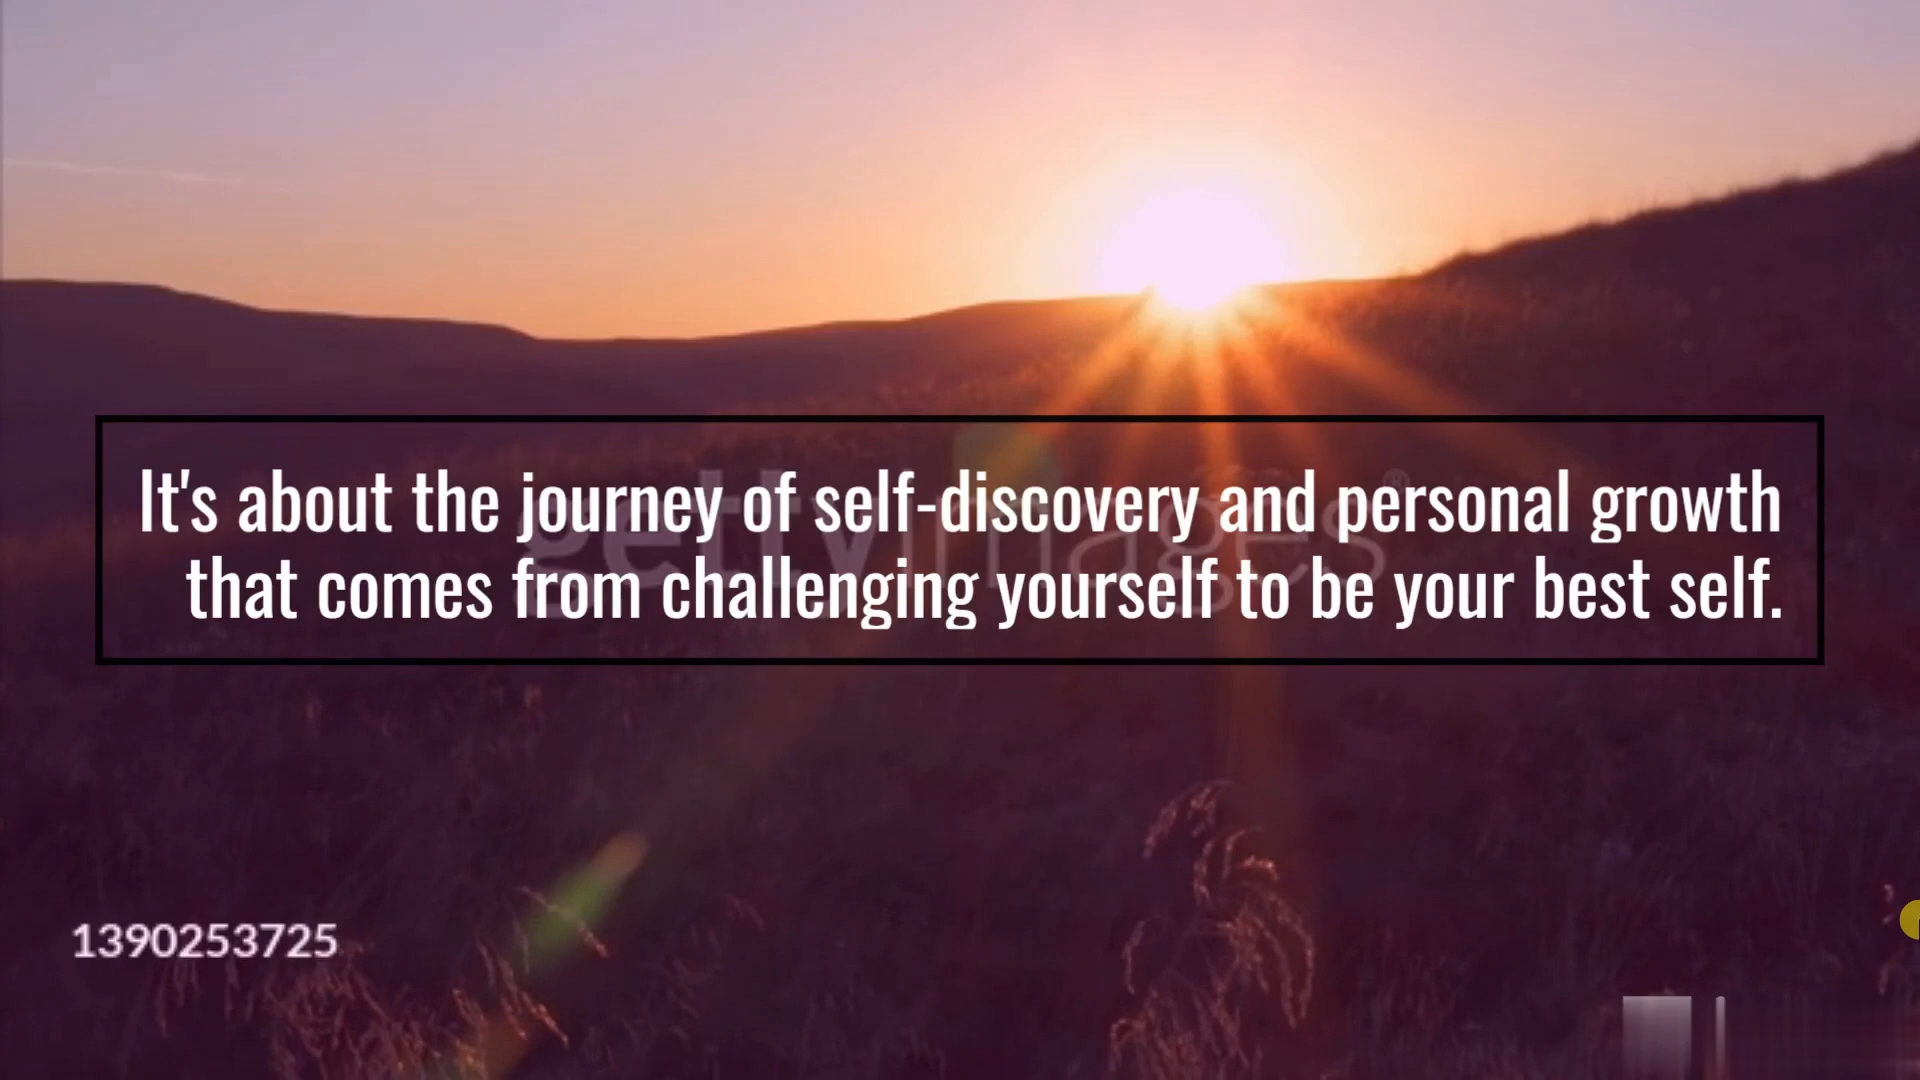 It's about the journey of self-discovery and personal growth
that comes from challenging yourself to be your best self.
gettyimages®
1390253725